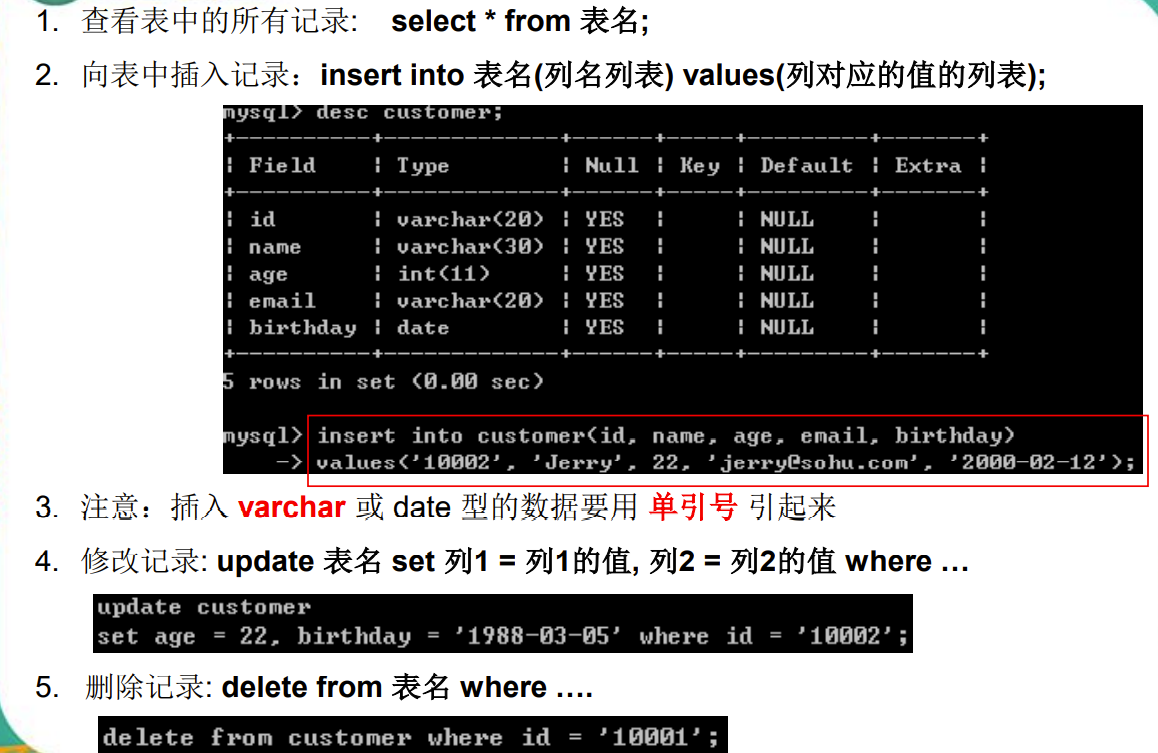 1. 查看表中的所有记录: select * from 表名;
2. 向表中插入记录：insert into 表名(列名列表) values(列对应的值的列表);
mysql> desc customer;
+----------+-------------+------+-----+---------+-------+
| Field | Type | Null | Key | Default | Extra |
+----------+-------------+------+-----+---------+-------+
| id | varchar(20) | YES | | NULL | |
| name | varchar(30) | YES | | NULL | |
| age | int(11) | YES | | NULL | |
| email | varchar(20) | YES | | NULL | |
| birthday | date | YES | | NULL | |
+----------+-------------+------+-----+---------+-------+
5 rows in set (0.00 sec)
mysql> insert into customer(id, name, age, email, birthday)
-> values('10002', 'Jerry', 22, 'jerry@sohu.com', '2000-02-12');
3. 注意：插入 varchar 或 date 型的数据要用 单引号 引起来
4. 修改记录: update 表名 set 列1 = 列1的值, 列2 = 列2的值 where …
update customer
set age = 22, birthday = '1988-03-05' where id = '10002';
5. 删除记录: delete from 表名 where ….
delete from customer where id = '10001';